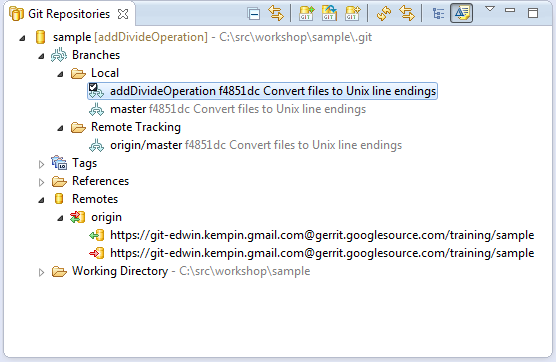 Git Repositories
GIT GIT GIT
sample [addDivideOperation] - C:\src\workshop\sample\.git
Branches
Local
addDivideOperation f4851dc Convert files to Unix line endings
master f4851dc Convert files to Unix line endings
Remote Tracking
origin/master f4851dc Convert files to Unix line endings
Tags
References
Remotes
origin
https://git-edwin.kempin.gmail.com@gerrit.googlesource.com/training/sample
https://git-edwin.kempin.gmail.com@gerrit.googlesource.com/training/sample
Working Directory - C:\src\workshop\sample